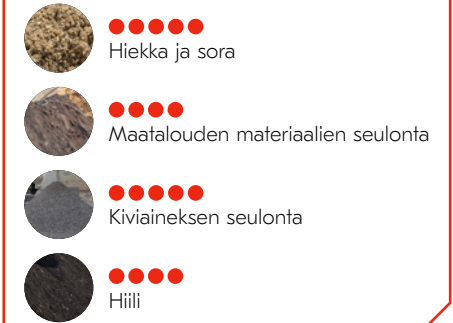 Hiekka ja sora
Maatalouden materiaalien seulonta
Kiviaineksen seulonta
Hiili